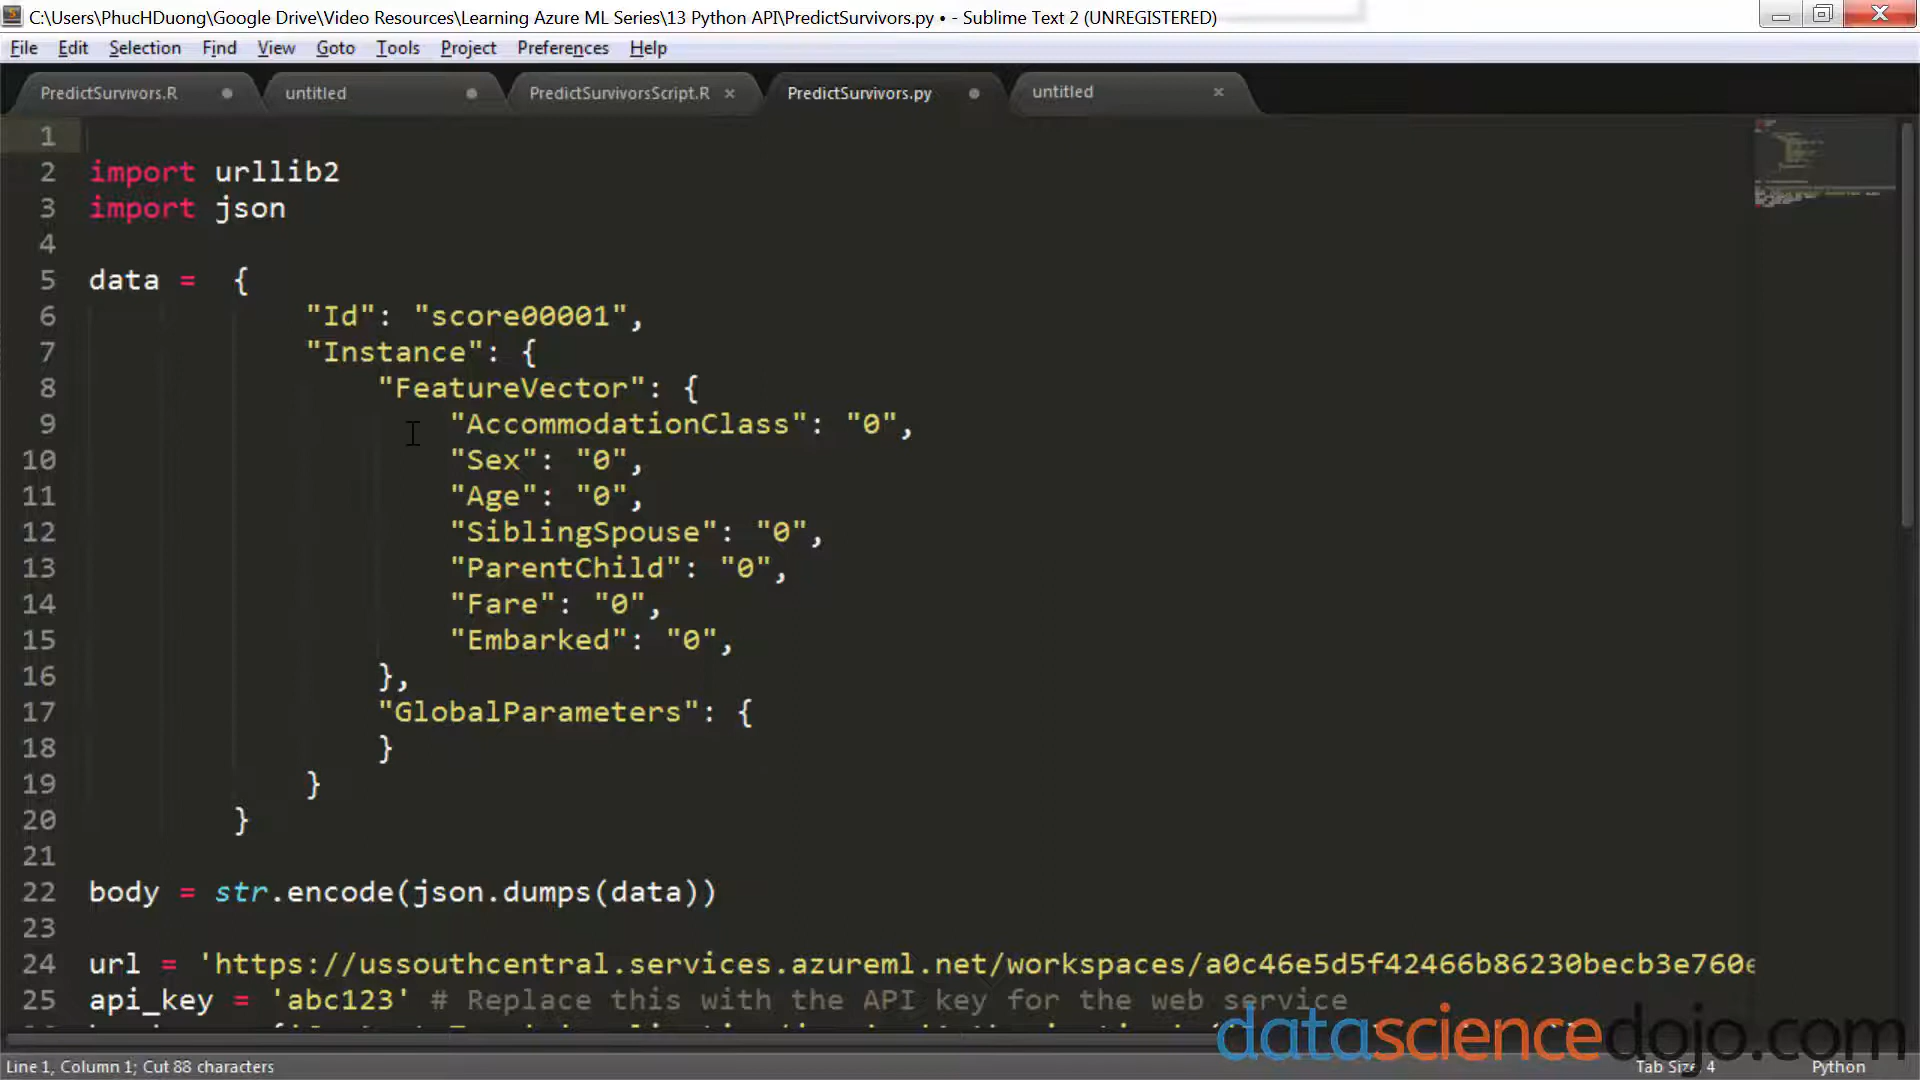 C:\Users\PhucHDuong\Google Drive\Video Resources\Learning Azure ML Series\13 Python API\PredictSurvivors.py • - Sublime Text 2 (UNREGISTERED)
File Edit Selection Find View Goto Tools Project Preferences Help
PredictSurvivors.R untitled PredictSurvivorsScript.R × PredictSurvivors.py untitled ×
1
2 import urllib2
3 import json
4
5 data =  {
6 "Id": "score00001",
7 "Instance": {
8 "FeatureVector": {
9 "AccommodationClass": "0",
10 "Sex": "0",
11 "Age": "0",
12 "SiblingSpouse": "0",
13 "ParentChild": "0",
14 "Fare": "0",
15 "Embarked": "0",
16 },
17 "GlobalParameters": {
18 }
19 }
20 }
21
22 body = str.encode(json.dumps(data))
23
24 url = 'https://ussouthcentral.services.azureml.net/workspaces/a0c46e5d5f42466b86230becb3e760e
25 api_key = 'abc123' # Replace this with the API key for the web service
datasciencedojo.com
Line 1, Column 1; Cut 88 characters Tab Size: 4 Python